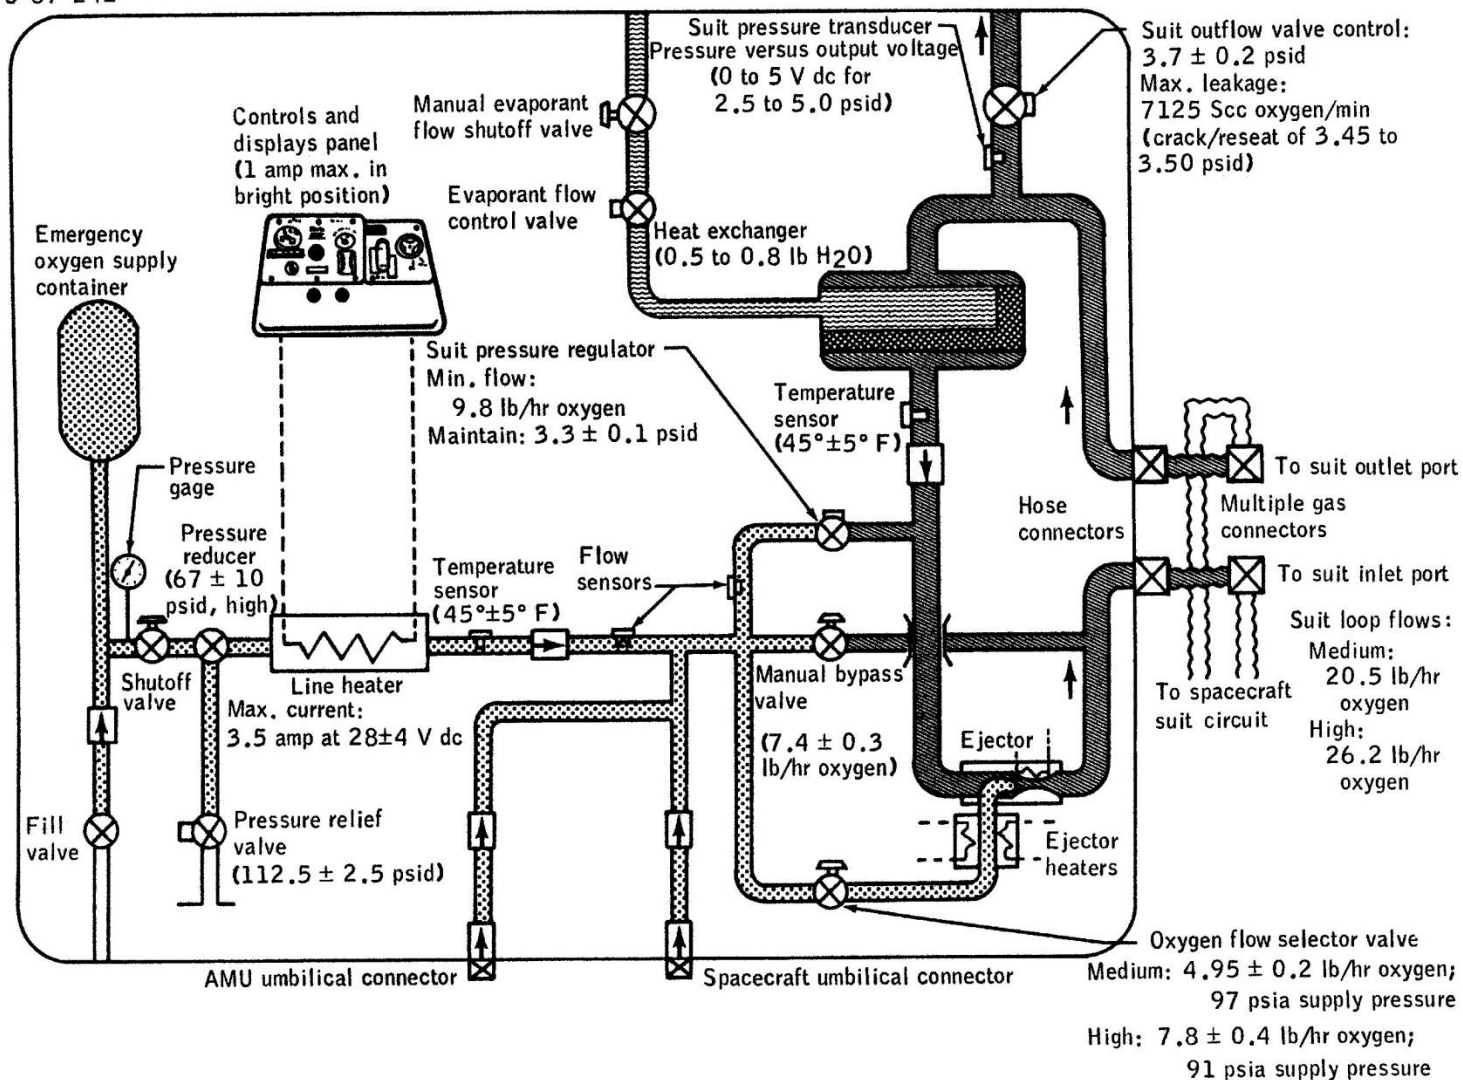 Suit pressure transducer
Pressure versus output voltage
(0 to 5 V dc for
2.5 to 5.0 psid)
Suit outflow valve control:
3.7 ± 0.2 psid
Max. leakage:
7125 Scc oxygen/min
(crack/reseat of 3.45 to
3.50 psid)
Manual evaporant
flow shutoff valve
Controls and
displays panel
(1 amp max. in
bright position)
Evaporant flow
control valve
Emergency
oxygen supply
container
Heat exchanger
(0.5 to 0.8 lb H2O)
Suit pressure regulator
Min. flow:
9.8 lb/hr oxygen
Maintain: 3.3 ± 0.1 psid
Temperature
sensor
(45°±5° F)
Pressure
gage
To suit outlet port
Hose
connectors
Multiple gas
connectors
Pressure
reducer
(67 ± 10
psid, high)
Temperature
sensor
(45°±5° F)
Flow
sensors
To suit inlet port
Suit loop flows:
Medium:
20.5 lb/hr
oxygen
High:
26.2 lb/hr
oxygen
Shutoff
valve
Line heater
Max. current:
3.5 amp at 28±4 V dc
Manual bypass
valve
(7.4 ± 0.3
lb/hr oxygen)
To spacecraft
suit circuit
Ejector
Fill
valve
Pressure relief
valve
(112.5 ± 2.5 psid)
Ejector
heaters
AMU umbilical connector
Spacecraft umbilical connector
Oxygen flow selector valve
Medium: 4.95 ± 0.2 lb/hr oxygen;
97 psia supply pressure
High: 7.8 ± 0.4 lb/hr oxygen;
91 psia supply pressure